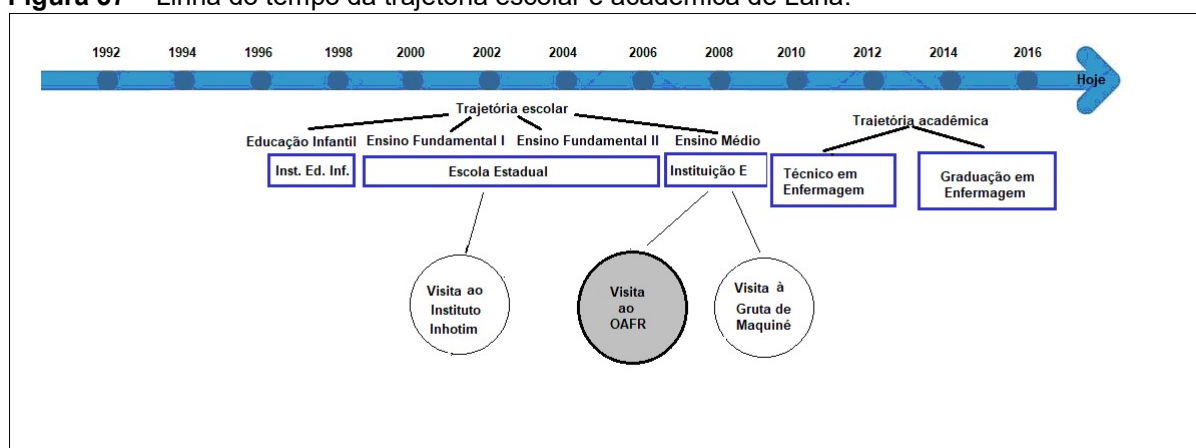 Figura 37 – Linha do tempo da trajetória escolar e acadêmica de Lana.
1992 1994 1996 1998 2000 2002 2004 2006 2008 2010 2012 2014 2016
Hoje
Trajetória escolar
Trajetória acadêmica
Educação Infantil Ensino Fundamental I Ensino Fundamental II Ensino Médio
Inst. Ed. Inf. Escola Estadual Instituição E
Técnico em
Enfermagem
Graduação em
Enfermagem
Visita ao
Instituto
Inhotim
Visita
ao
OAFR
Visita à
Gruta de
Maquiné